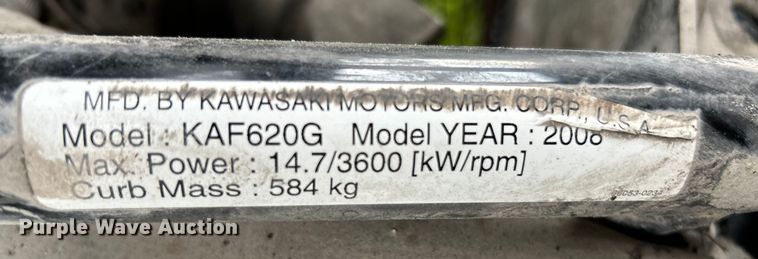 MFD. BY KAWASAKI MOTORS MFG. CORP., U.S.A.
Model : KAF620G Model YEAR : 2008
Max. Power : 14.7/3600 [kW/rpm]
Curb Mass : 584 kg
Purple Wave Auction